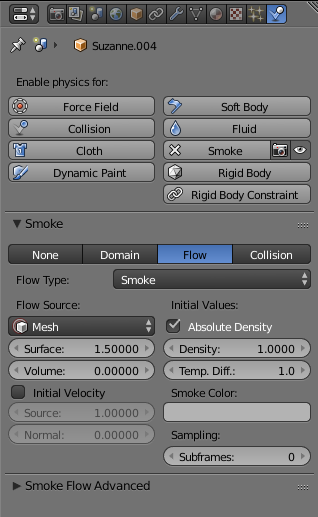 Suzanne.004
Enable physics for:
Force Field
Soft Body
Collision
Fluid
Cloth
Smoke
Dynamic Paint
Rigid Body
Rigid Body Constraint
Smoke
None Domain Flow Collision
Flow Type: Smoke
Flow Source:
Initial Values:
Mesh
Absolute Density
Surface: 1.50000
Density: 1.0000
Volume: 0.00000
Temp. Diff.: 1.0
Initial Velocity
Smoke Color:
Source: 1.00000
Normal: 0.00000
Sampling:
Subframes: 0
Smoke Flow Advanced